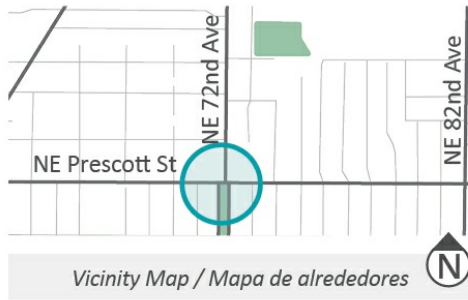 NE 72nd Ave
NE 82nd Ave
NE Prescott St
N
Vicinity Map / Mapa de alrededores